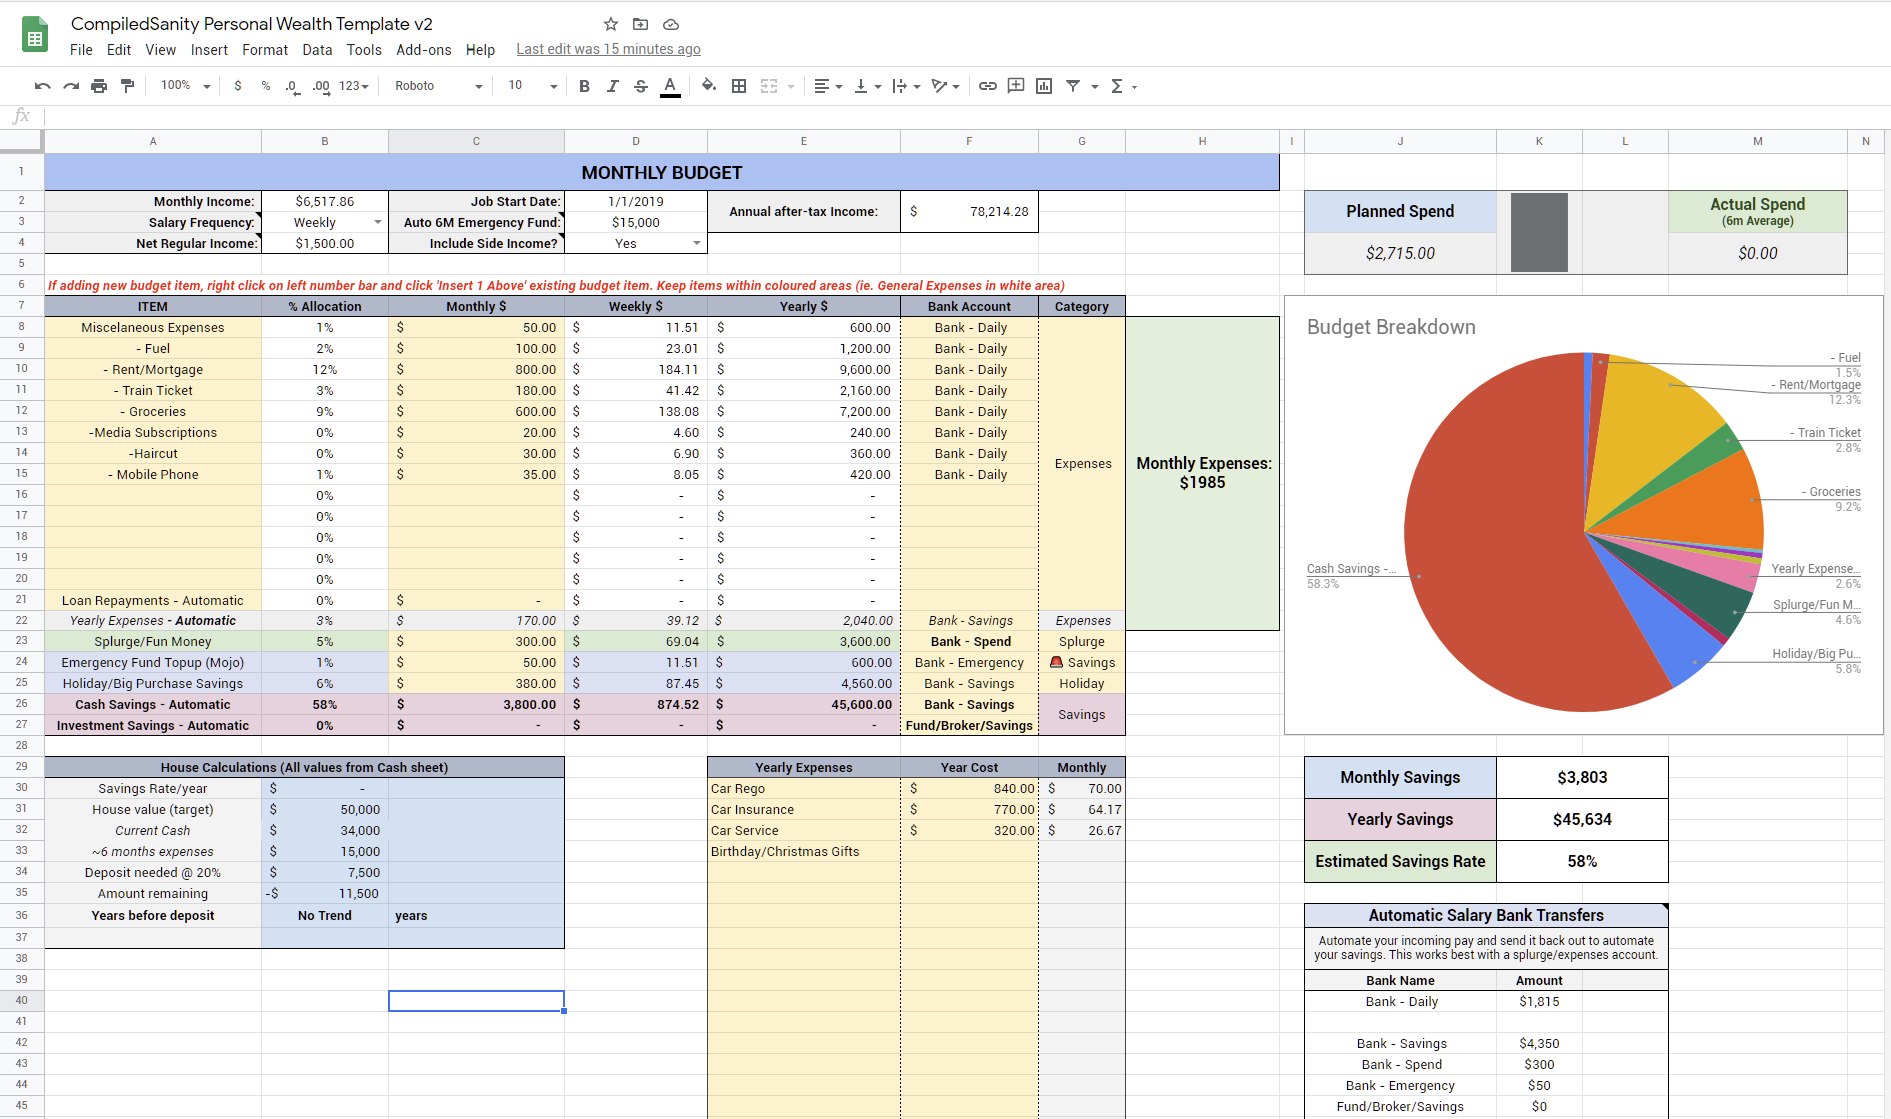 CompiledSanity Personal Wealth Template v2
File Edit View Insert Format Data Tools Add-ons Help Last edit was 15 minutes ago
100% $ % .0 .00 123 Roboto 10 B I S A
fx
A B C D E F G H I J K L M N
1 MONTHLY BUDGET
2 Monthly Income: $6,517.86 Job Start Date: 1/1/2019 Annual after-tax Income: $ 78,214.28
3 Salary Frequency: Weekly Auto 6M Emergency Fund: $15,000
4 Net Regular Income: $1,500.00 Include Side Income? Yes
Planned Spend Actual Spend
(6m Average)
$2,715.00 $0.00
5
6 If adding new budget item, right click on left number bar and click 'Insert 1 Above' existing budget item. Keep items within coloured areas (ie. General Expenses in white area)
7 ITEM % Allocation Monthly $ Weekly $ Yearly $ Bank Account Category
8 Miscelaneous Expenses 1% $ 50.00 $ 11.51 $ 600.00 Bank - Daily
9 - Fuel 2% $ 100.00 $ 23.01 $ 1,200.00 Bank - Daily
10 - Rent/Mortgage 12% $ 800.00 $ 184.11 $ 9,600.00 Bank - Daily
11 - Train Ticket 3% $ 180.00 $ 41.42 $ 2,160.00 Bank - Daily
12 - Groceries 9% $ 600.00 $ 138.08 $ 7,200.00 Bank - Daily
13 -Media Subscriptions 0% $ 20.00 $ 4.60 $ 240.00 Bank - Daily
14 -Haircut 0% $ 30.00 $ 6.90 $ 360.00 Bank - Daily
Expenses
Monthly Expenses:
$1985
15 - Mobile Phone 1% $ 35.00 $ 8.05 $ 420.00 Bank - Daily
16 0% $ - $ -
17 0% $ - $ -
18 0% $ - $ -
19 0% $ - $ -
20 0% $ - $ -
21 Loan Repayments - Automatic 0% $ - $ - $ -
22 Yearly Expenses - Automatic 3% $ 170.00 $ 39.12 $ 2,040.00 Bank - Savings Expenses
23 Splurge/Fun Money 5% $ 300.00 $ 69.04 $ 3,600.00 Bank - Spend Splurge
24 Emergency Fund Topup (Mojo) 1% $ 50.00 $ 11.51 $ 600.00 Bank - Emergency 🚨 Savings
25 Holiday/Big Purchase Savings 6% $ 380.00 $ 87.45 $ 4,560.00 Bank - Savings Holiday
26 Cash Savings - Automatic 58% $ 3,800.00 $ 874.52 $ 45,600.00 Bank - Savings
Savings
27 Investment Savings - Automatic 0% $ - $ - $ - Fund/Broker/Savings
28
Budget Breakdown
- Fuel
1.5%
- Rent/Mortgage
12.3%
- Train Ticket
2.8%
- Groceries
9.2%
Cash Savings -...
58.3%
Yearly Expense...
2.6%
Splurge/Fun M...
4.6%
Holiday/Big Pu...
5.8%
29 House Calculations (All values from Cash sheet)
30 Savings Rate/year $ -
31 House value (target) $ 50,000
32 Current Cash $ 34,000
33 ~6 months expenses $ 15,000
34 Deposit needed @ 20% $ 7,500
35 Amount remaining -$ 11,500
36 Years before deposit No Trend years
37
38
39
40
41
42
43
44
45
Yearly Expenses Year Cost Monthly
Car Rego $ 840.00 $ 70.00
Car Insurance $ 770.00 $ 64.17
Car Service $ 320.00 $ 26.67
Birthday/Christmas Gifts
Monthly Savings $3,803
Yearly Savings $45,634
Estimated Savings Rate 58%
Automatic Salary Bank Transfers
Automate your incoming pay and send it back out to automate
your savings. This works best with a splurge/expenses account.
Bank Name Amount
Bank - Daily $1,815
Bank - Savings $4,350
Bank - Spend $300
Bank - Emergency $50
Fund/Broker/Savings $0